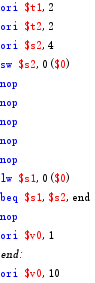 ori $t1,2
ori $t2,2
ori $s2,4
sw $s2,0($0)
nop
nop
nop
nop
nop
lw $s1,0($0)
beq $s1,$s2,end
nop
ori $v0,1
end:
ori $v0,10